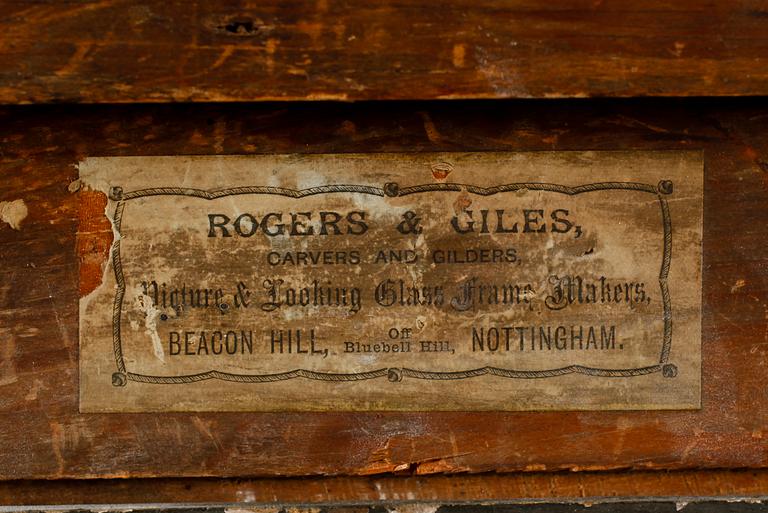 ROGERS & GILES,
CARVERS AND GILDERS,
Picture & Looking Glass Frame Makers,
BEACON HILL, Off Bluebell Hill, NOTTINGHAM.